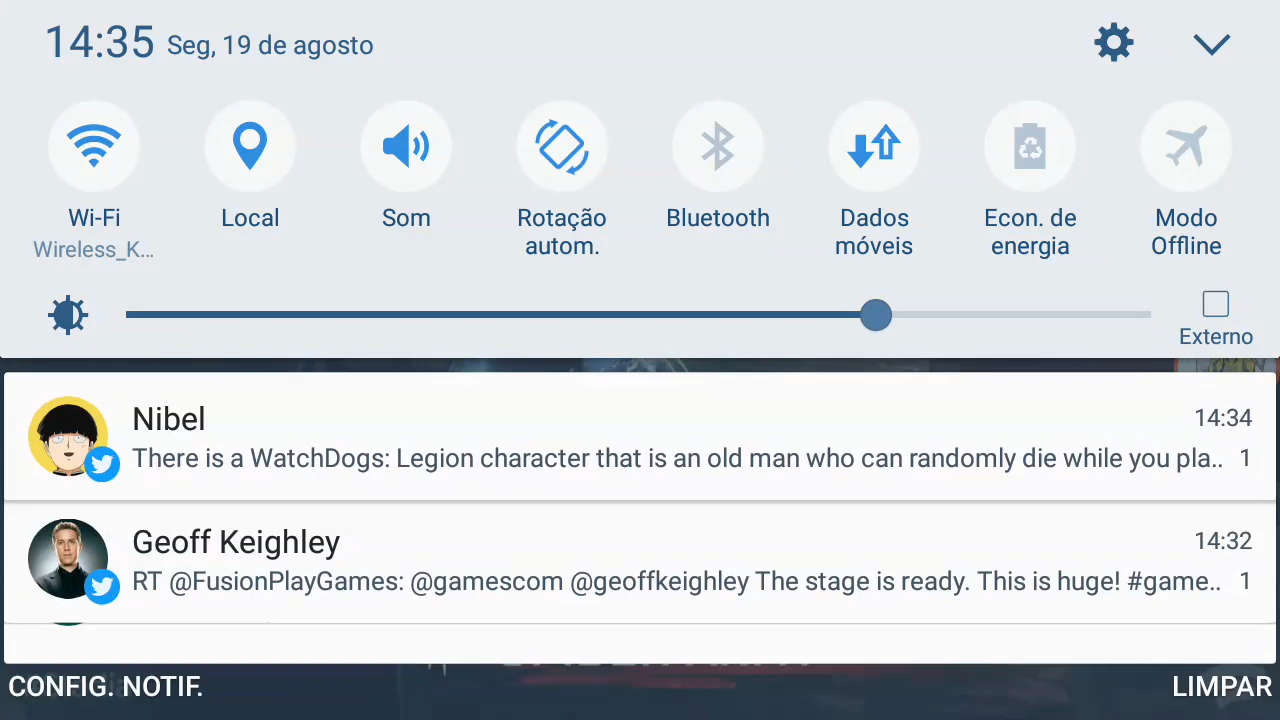 14:35 Seg, 19 de agosto
Wi-Fi
Wireless_K...
Local
Som
Rotação
autom.
Bluetooth
Dados
móveis
Econ. de
energia
Modo
Offline
Externo
Nibel 14:34
There is a WatchDogs: Legion character that is an old man who can randomly die while you pla.. 1
Geoff Keighley 14:32
RT @FusionPlayGames: @gamescom @geoffkeighley The stage is ready. This is huge! #game.. 1
CONFIG. NOTIF. LIMPAR